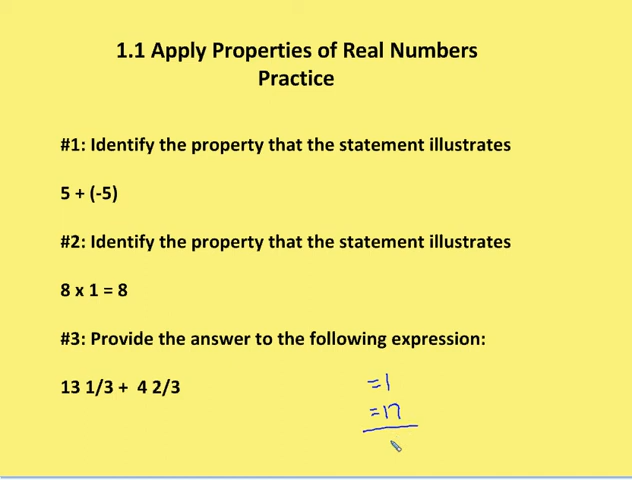 1.1 Apply Properties of Real Numbers
Practice
#1: Identify the property that the statement illustrates
5 + (-5)
#2: Identify the property that the statement illustrates
8 x 1 = 8
#3: Provide the answer to the following expression:
13 1/3 +  4 2/3
=1
=17